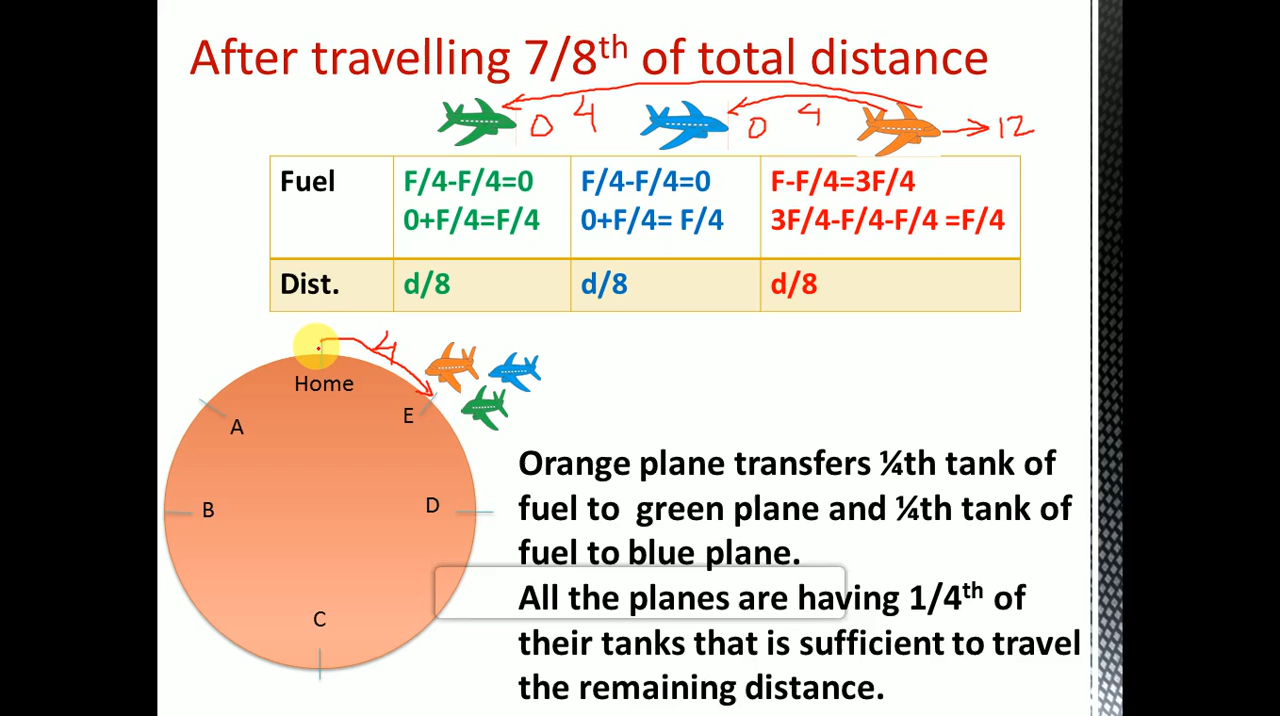 After travelling 7/8th of total distance
0 4 0 4 12
Fuel F/4-F/4=0 F/4-F/4=0 F-F/4=3F/4
0+F/4=F/4 0+F/4= F/4 3F/4-F/4-F/4 =F/4
Dist. d/8 d/8 d/8
4
Home
E
A
B
D
C
Orange plane transfers ¼th tank of
fuel to green plane and ¼th tank of
fuel to blue plane.
All the planes are having 1/4th of
their tanks that is sufficient to travel
the remaining distance.